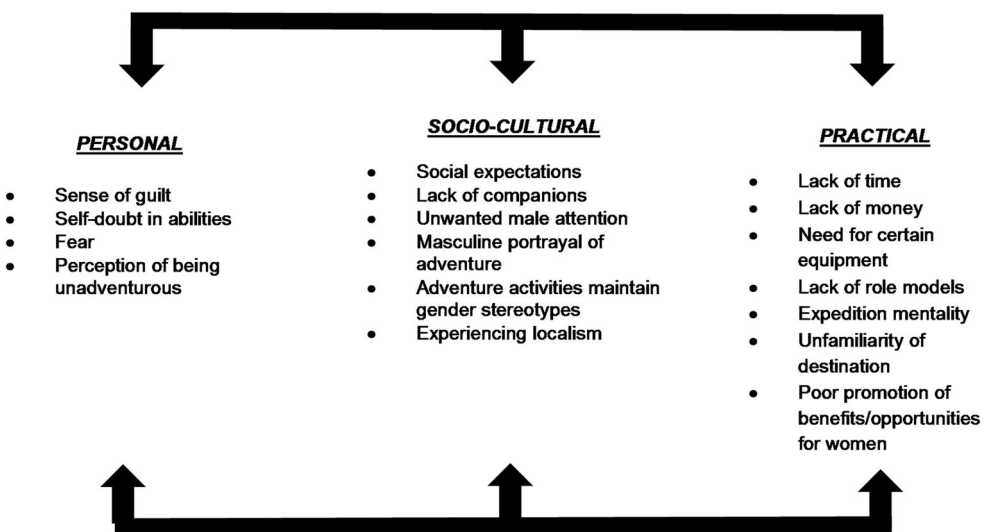 PERSONAL
• Sense of guilt
• Self-doubt in abilities
• Fear
• Perception of being
unadventurous
SOCIO-CULTURAL
• Social expectations
• Lack of companions
• Unwanted male attention
• Masculine portrayal of
adventure
• Adventure activities maintain
gender stereotypes
• Experiencing localism
PRACTICAL
• Lack of time
• Lack of money
• Need for certain
equipment
• Lack of role models
• Expedition mentality
• Unfamiliarity of
destination
• Poor promotion of
benefits/opportunities
for women